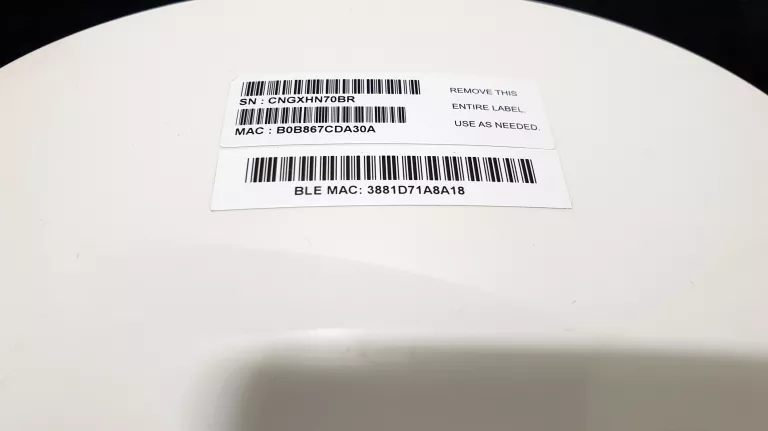 SN : CNGXHN70BR
MAC : B0B867CDA30A
REMOVE THIS
ENTIRE LABEL.
USE AS NEEDED.
BLE MAC: 3881D71A8A18